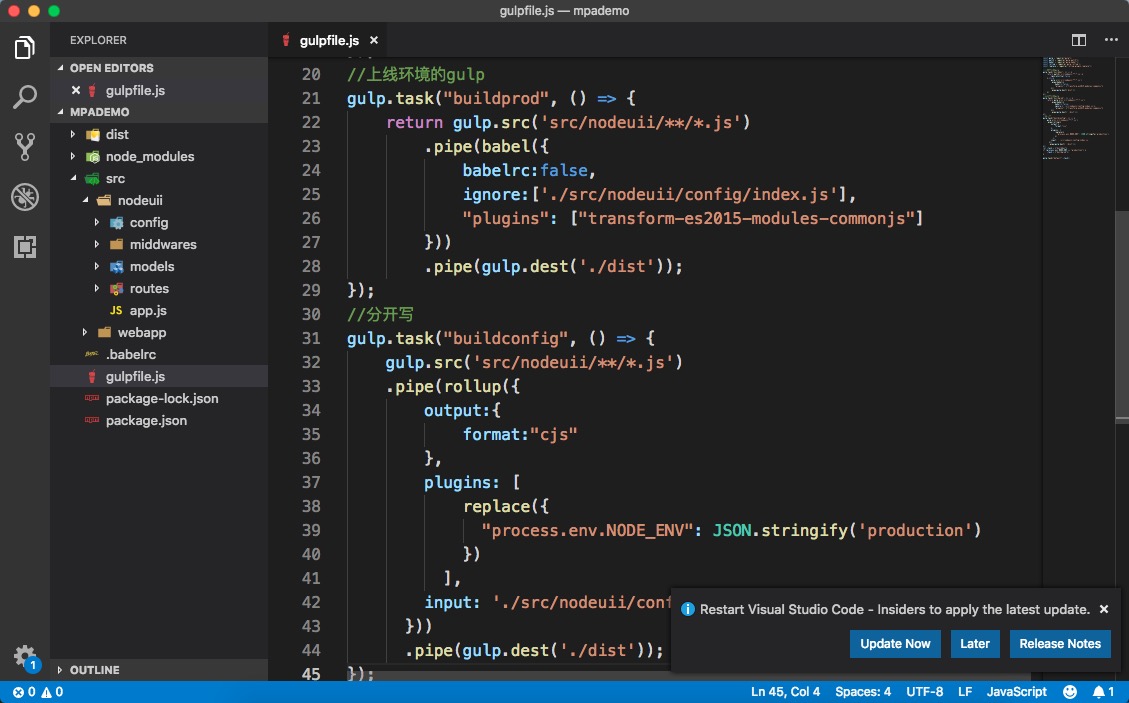 gulpfile.js — mpademo
EXPLORER
OPEN EDITORS
gulpfile.js
MPADEMO
dist
node_modules
src
nodeuii
config
middwares
models
routes
JS app.js
webapp
.babelrc
gulpfile.js
package-lock.json
package.json
OUTLINE
1
gulpfile.js
20 //上线环境的gulp
21 gulp.task("buildprod", () => {
22 return gulp.src('src/nodeuii/**/*.js')
23 .pipe(babel({
24 babelrc:false,
25 ignore:['./src/nodeuii/config/index.js'],
26 "plugins": ["transform-es2015-modules-commonjs"]
27 }))
28 .pipe(gulp.dest('./dist'));
29 });
30 //分开写
31 gulp.task("buildconfig", () => {
32 gulp.src('src/nodeuii/**/*.js')
33 .pipe(rollup({
34 output:{
35 format:"cjs"
36 },
37 plugins: [
38 replace({
39 "process.env.NODE_ENV": JSON.stringify('production')
40 })
41 ],
42 input: './src/nodeuii/conf
43 }))
44 .pipe(gulp.dest('./dist'));
45 });
Restart Visual Studio Code - Insiders to apply the latest update.
Update Now Later Release Notes
0 0 Ln 45, Col 4 Spaces: 4 UTF-8 LF JavaScript 1